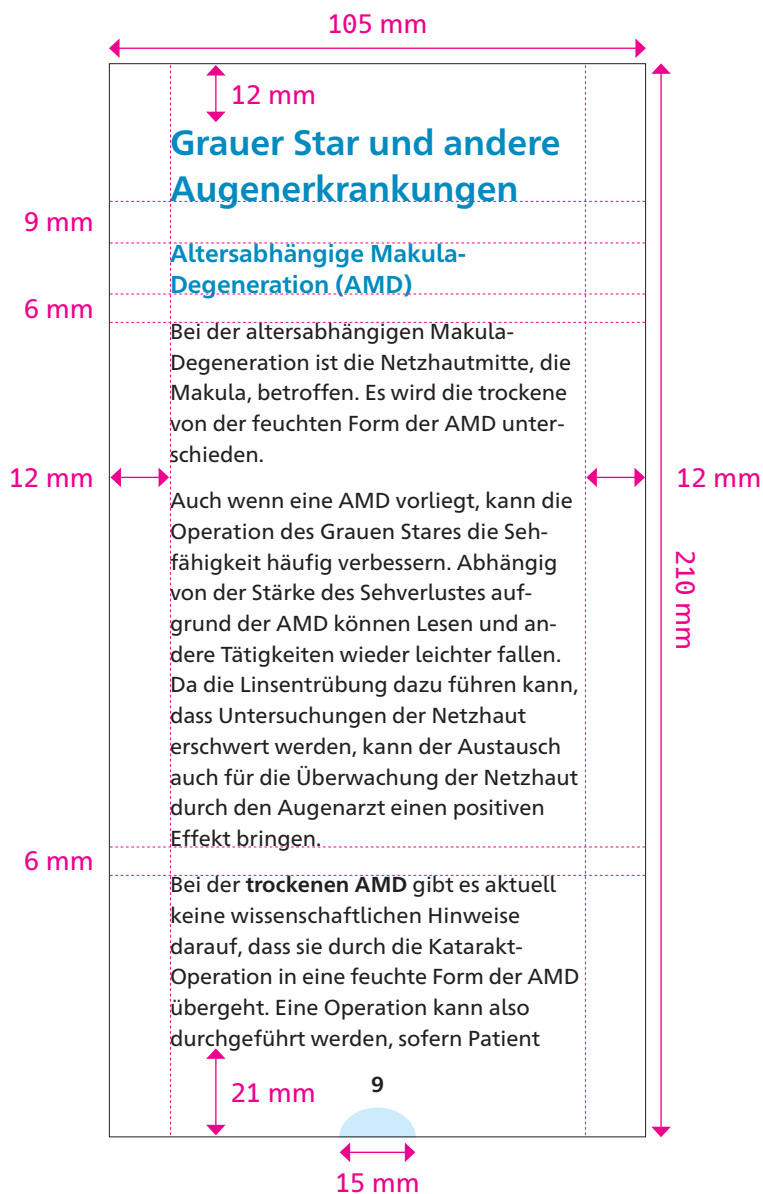 105 mm
12 mm
Grauer Star und andere
Augenerkrankungen
9 mm
Altersabhängige Makula-
Degeneration (AMD)
6 mm
Bei der altersabhängigen Makula-
Degeneration ist die Netzhautmitte, die
Makula, betroffen. Es wird die trockene
von der feuchten Form der AMD unter-
schieden.
12 mm
12 mm
Auch wenn eine AMD vorliegt, kann die
Operation des Grauen Stares die Seh-
fähigkeit häufig verbessern. Abhängig
von der Stärke des Sehverlustes auf-
grund der AMD können Lesen und an-
dere Tätigkeiten wieder leichter fallen.
Da die Linsentrübung dazu führen kann,
dass Untersuchungen der Netzhaut
erschwert werden, kann der Austausch
auch für die Überwachung der Netzhaut
durch den Augenarzt einen positiven
Effekt bringen.
210 mm
6 mm
Bei der trockenen AMD gibt es aktuell
keine wissenschaftlichen Hinweise
darauf, dass sie durch die Katarakt-
Operation in eine feuchte Form der AMD
übergeht. Eine Operation kann also
durchgeführt werden, sofern Patient
21 mm
9
15 mm